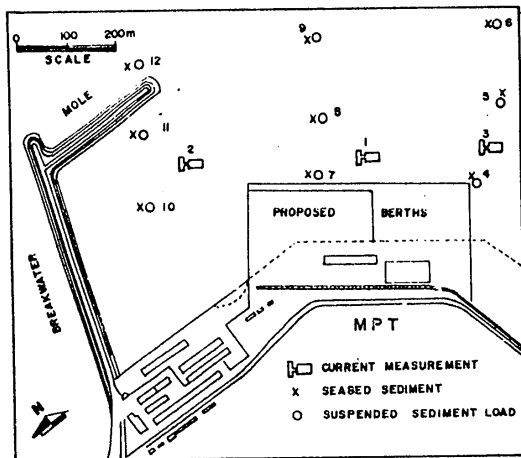 0 100 200m
SCALE
MOLE
BREAKWATER
12
11
10
9
8
7
6
5
4
3
2
1
PROPOSED BERTHS
MPT
N
CURRENT MEASUREMENT
X SEABED SEDIMENT
O SUSPENDED SEDIMENT LOAD